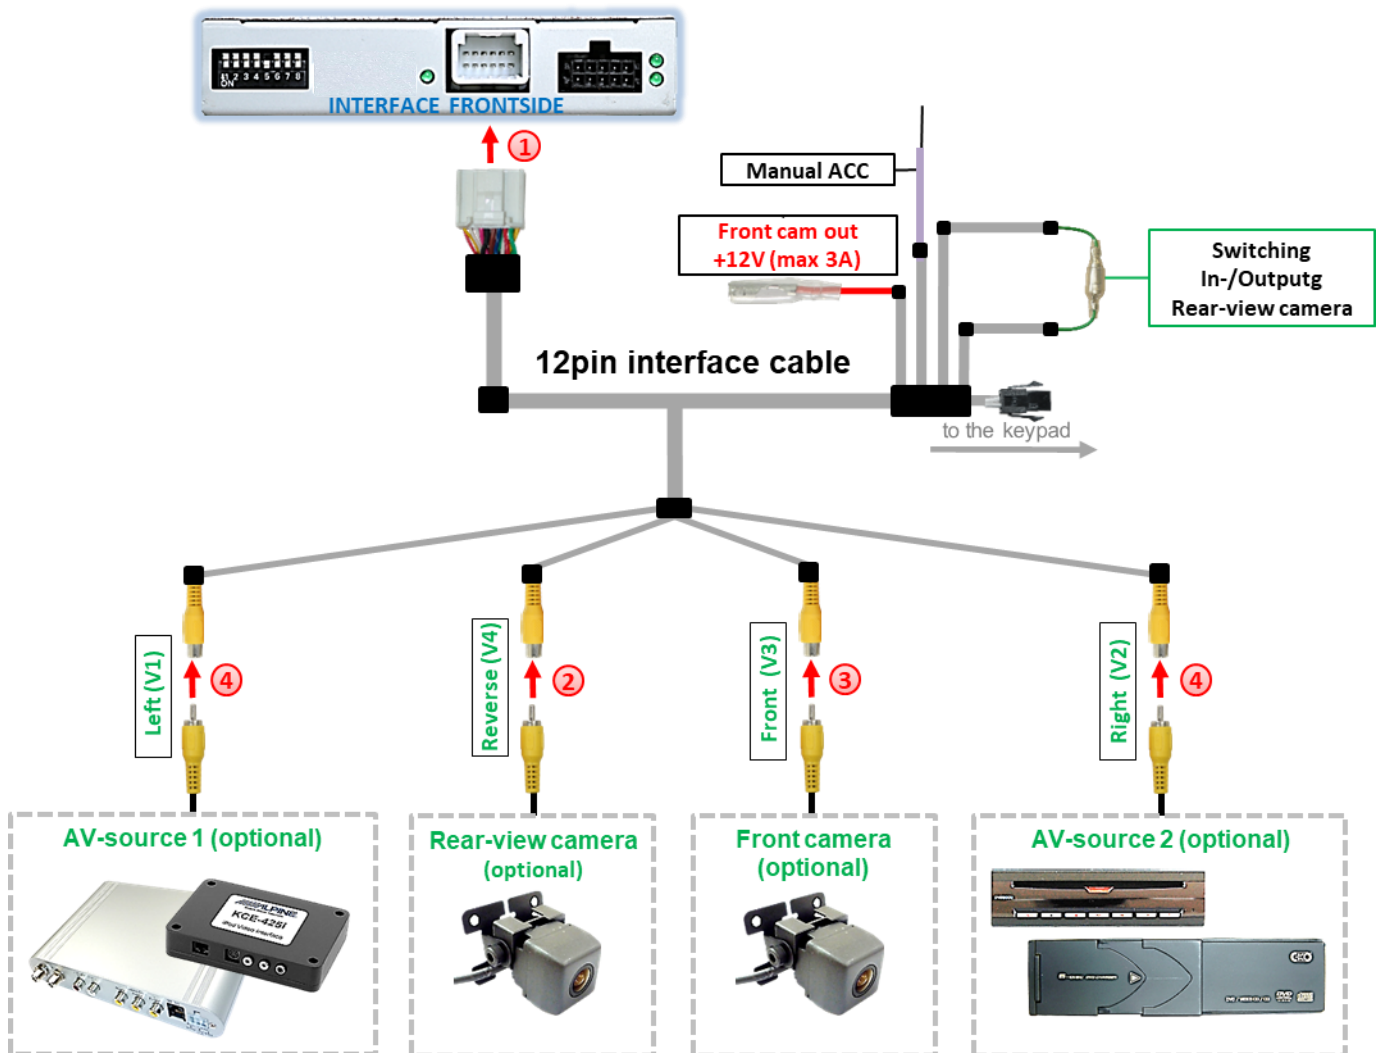 1 2 3 4 5 6 7 8
ON
INTERFACE FRONTSIDE
1
Manual ACC
Front cam out
+12V (max 3A)
Switching
In-/Outputg
Rear-view camera
12pin interface cable
to the keypad
Left (V1)
4
Reverse (V4)
2
Front (V3)
3
Right (V2)
4
AV-source 1 (optional)
ALPINE
KCE-425i
iPod Video Interface
Rear-view camera
(optional)
Front camera
(optional)
AV-source 2 (optional)